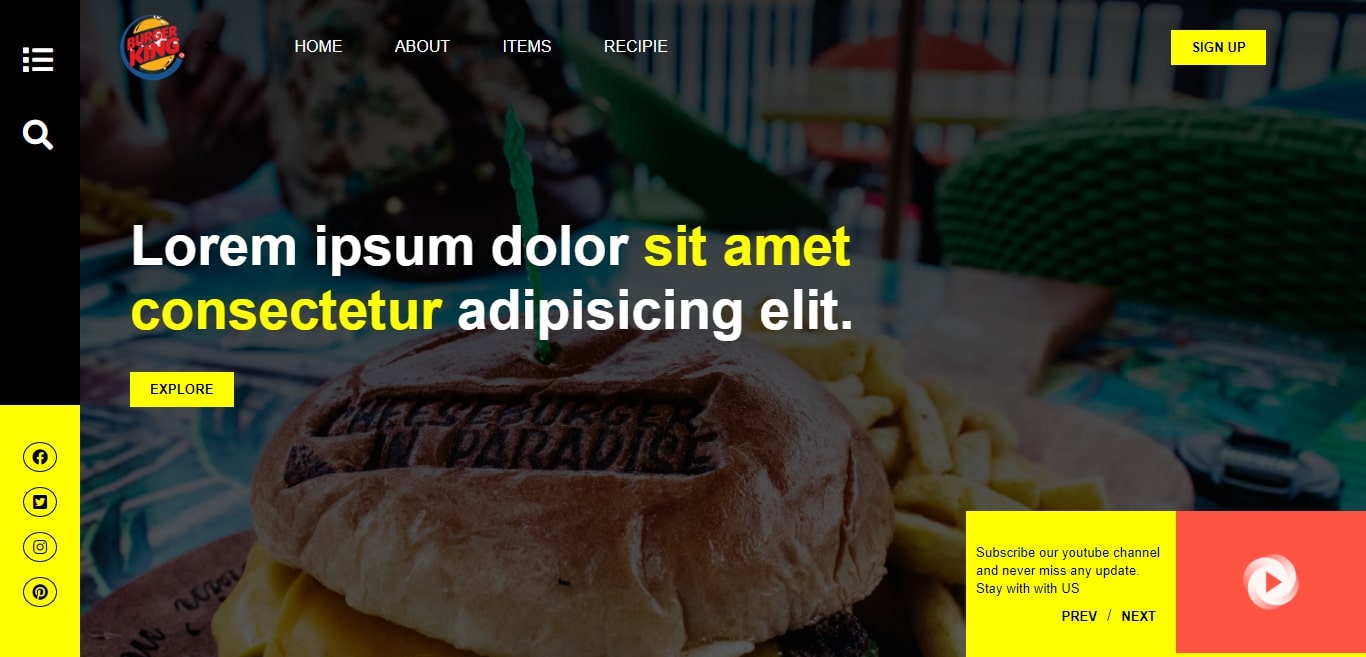 BURGER
KING
HOME
ABOUT
ITEMS
RECIPIE
SIGN UP
Lorem ipsum dolor sit amet
consectetur adipisicing elit.
EXPLORE
CHEESEBURGER
IN PARADISE
Subscribe our youtube channel
and never miss any update.
Stay with with US
PREV / NEXT